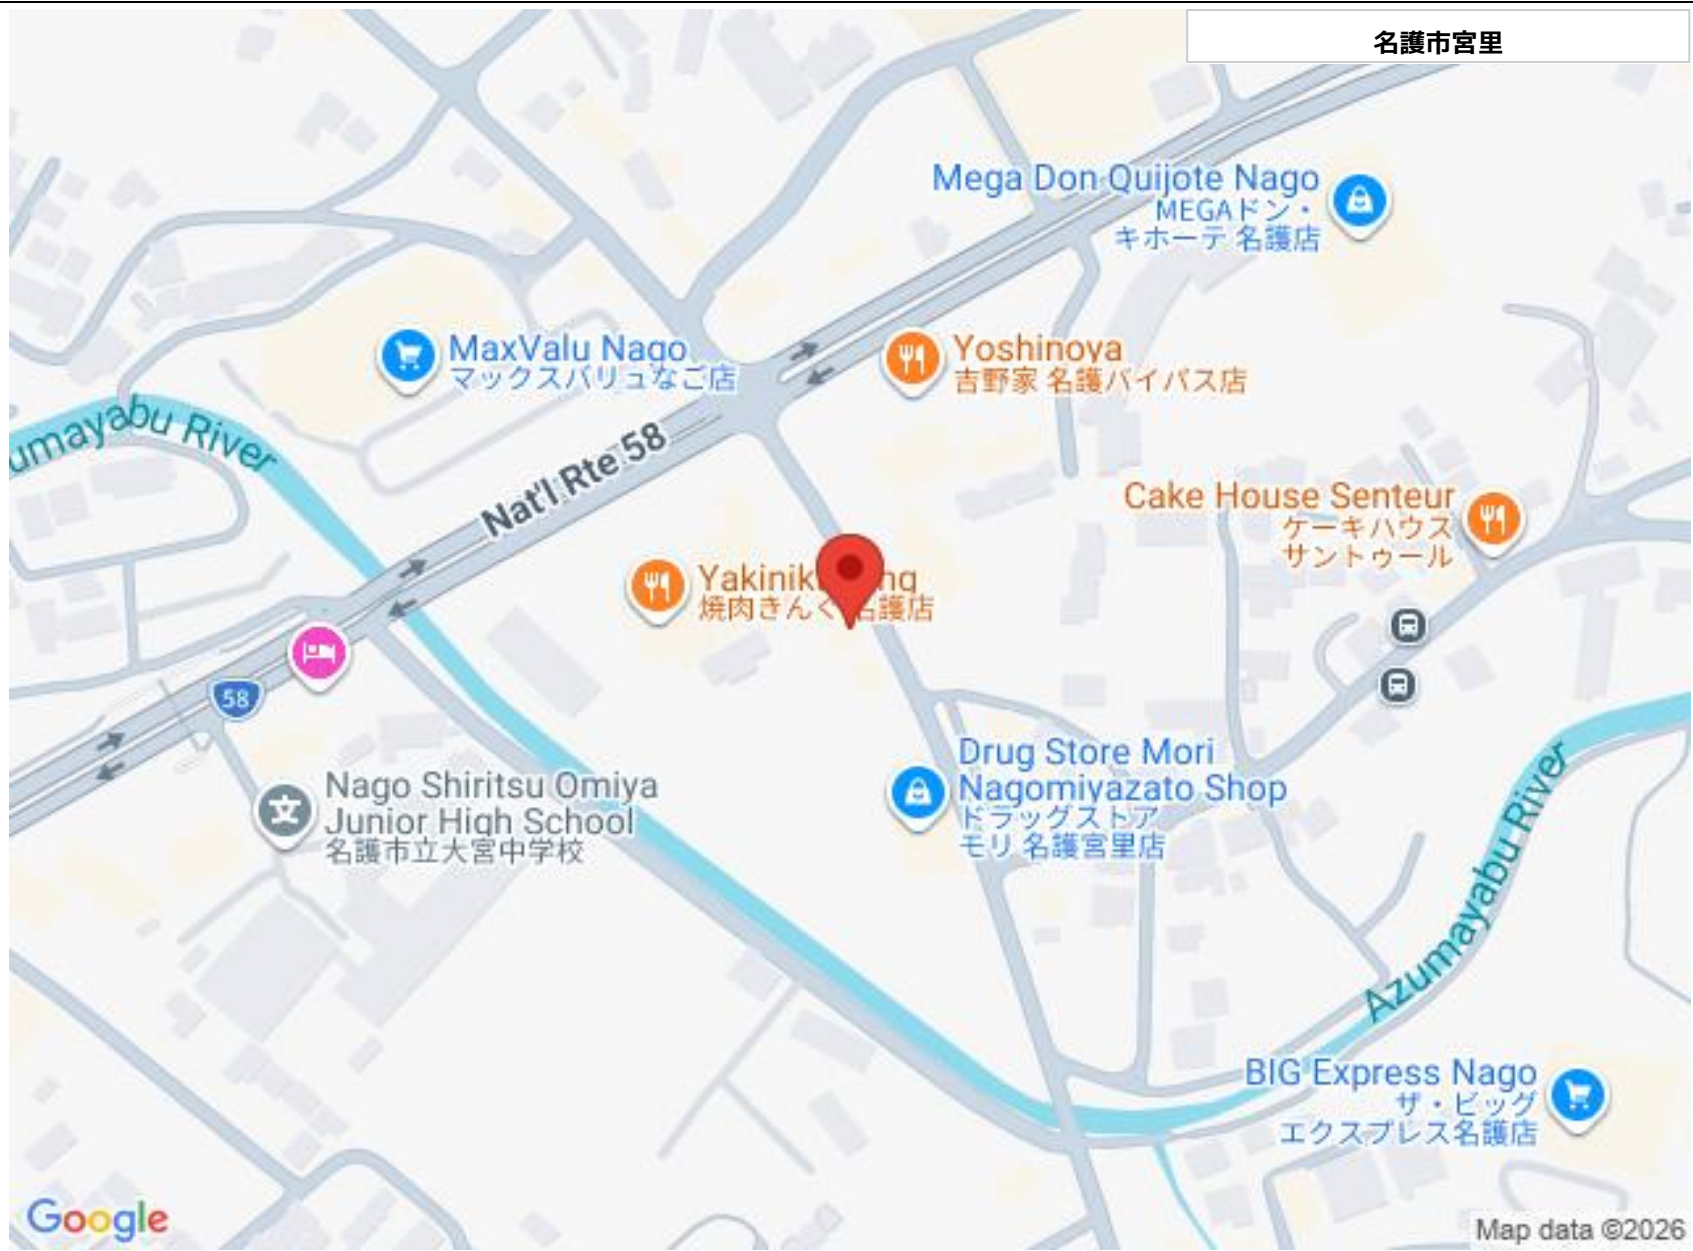 名護市宮里
Mega Don Quijote Nago
MEGAドン・
キホーテ 名護店
MaxValu Nago
マックスバリュなご店
Yoshinoya
吉野家 名護バイパス店
umayabu River
Nat'l Rte 58
Cake House Senteur
ケーキハウス
サントゥール
焼肉きんぐ 名護店
58
Drug Store Mori
Nagomiyazato Shop
ドラッグストア
モリ 名護宮里店
Nago Shiritsu Omiya
Junior High School
名護市立大宮中学校
文
Azumayabu River
BIG Express Nago
ザ・ビッグ
エクスプレス名護店
Google
Map data ©2026